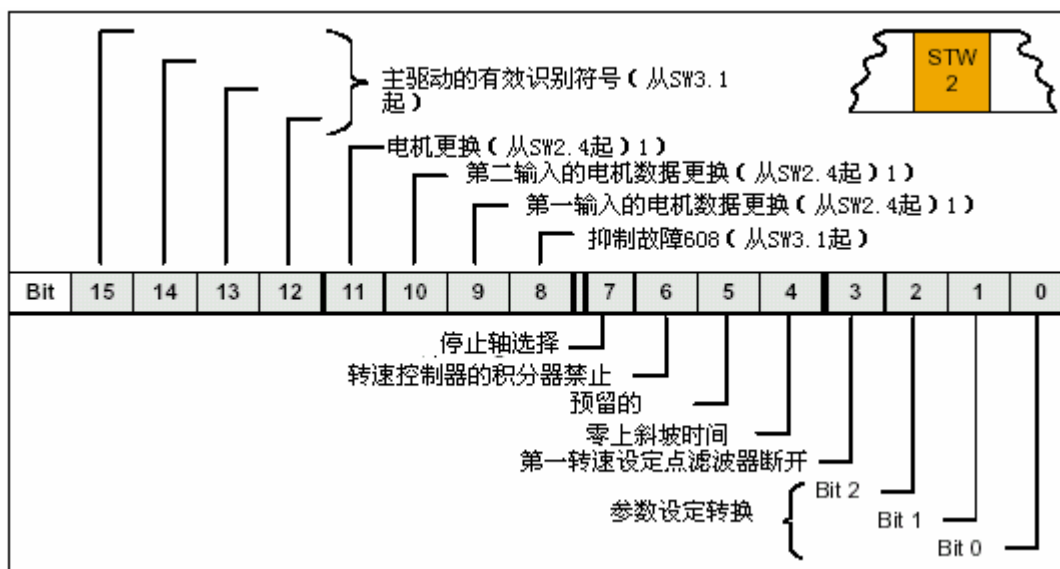 STW
2
主驱动的有效识别符号(从SW3.1
起)
电机更换(从SW2.4起)1)
第二输入的电机数据更换(从SW2.4起)1)
第一输入的电机数据更换(从SW2.4起)1)
抑制故障608(从SW3.1起)
Bit 15 14 13 12 11 10 9 8 7 6 5 4 3 2 1 0
停止轴选择
转速控制器的积分器禁止
预留的
零上斜坡时间
第一转速设定点滤波器断开
参数设定转换
Bit 2
Bit 1
Bit 0